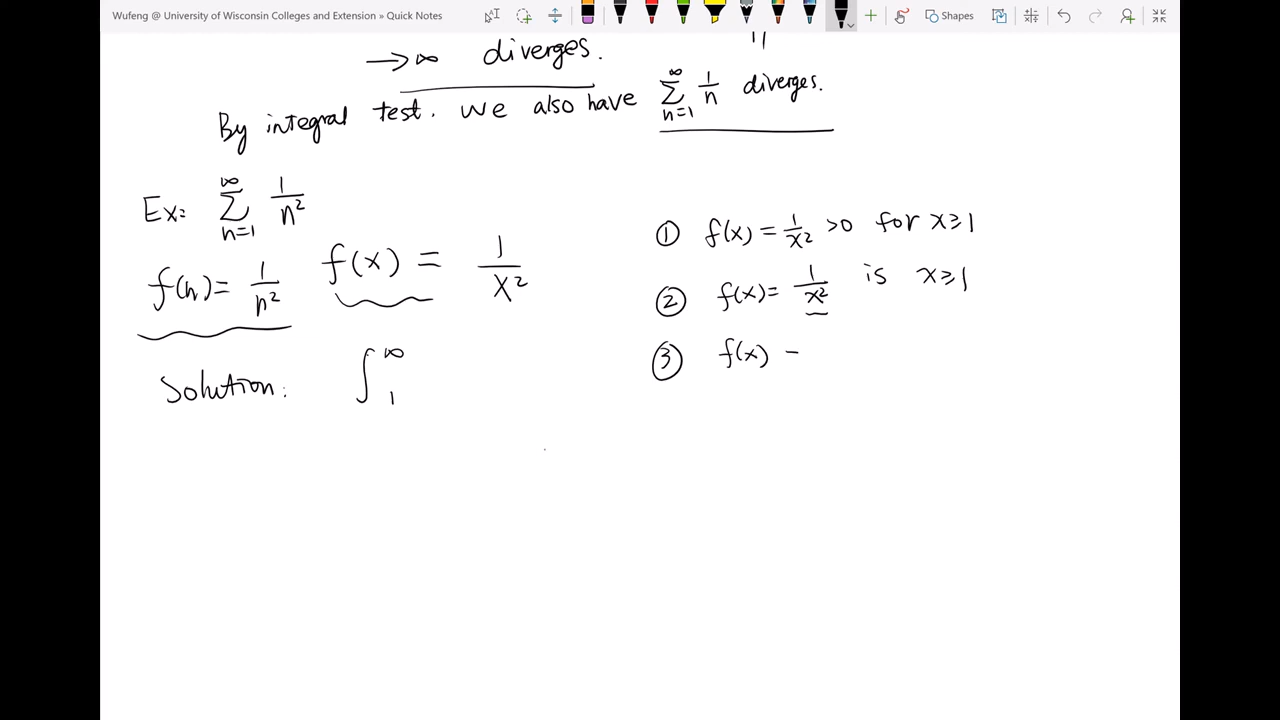 Wufeng @ University of Wisconsin Colleges and Extension » Quick Notes
Shapes
→ ∞ diverges.
By integral test. We also have ∑_{n=1}^{∞} 1/n diverges.
Ex: ∑_{n=1}^{∞} 1/n²
f(n) = 1/n² f(x) = 1/x²
Solution: ∫_1^∞
① f(x) = 1/x² >0 for x≥1
② f(x) = 1/x² is x≥1
③ f(x) -